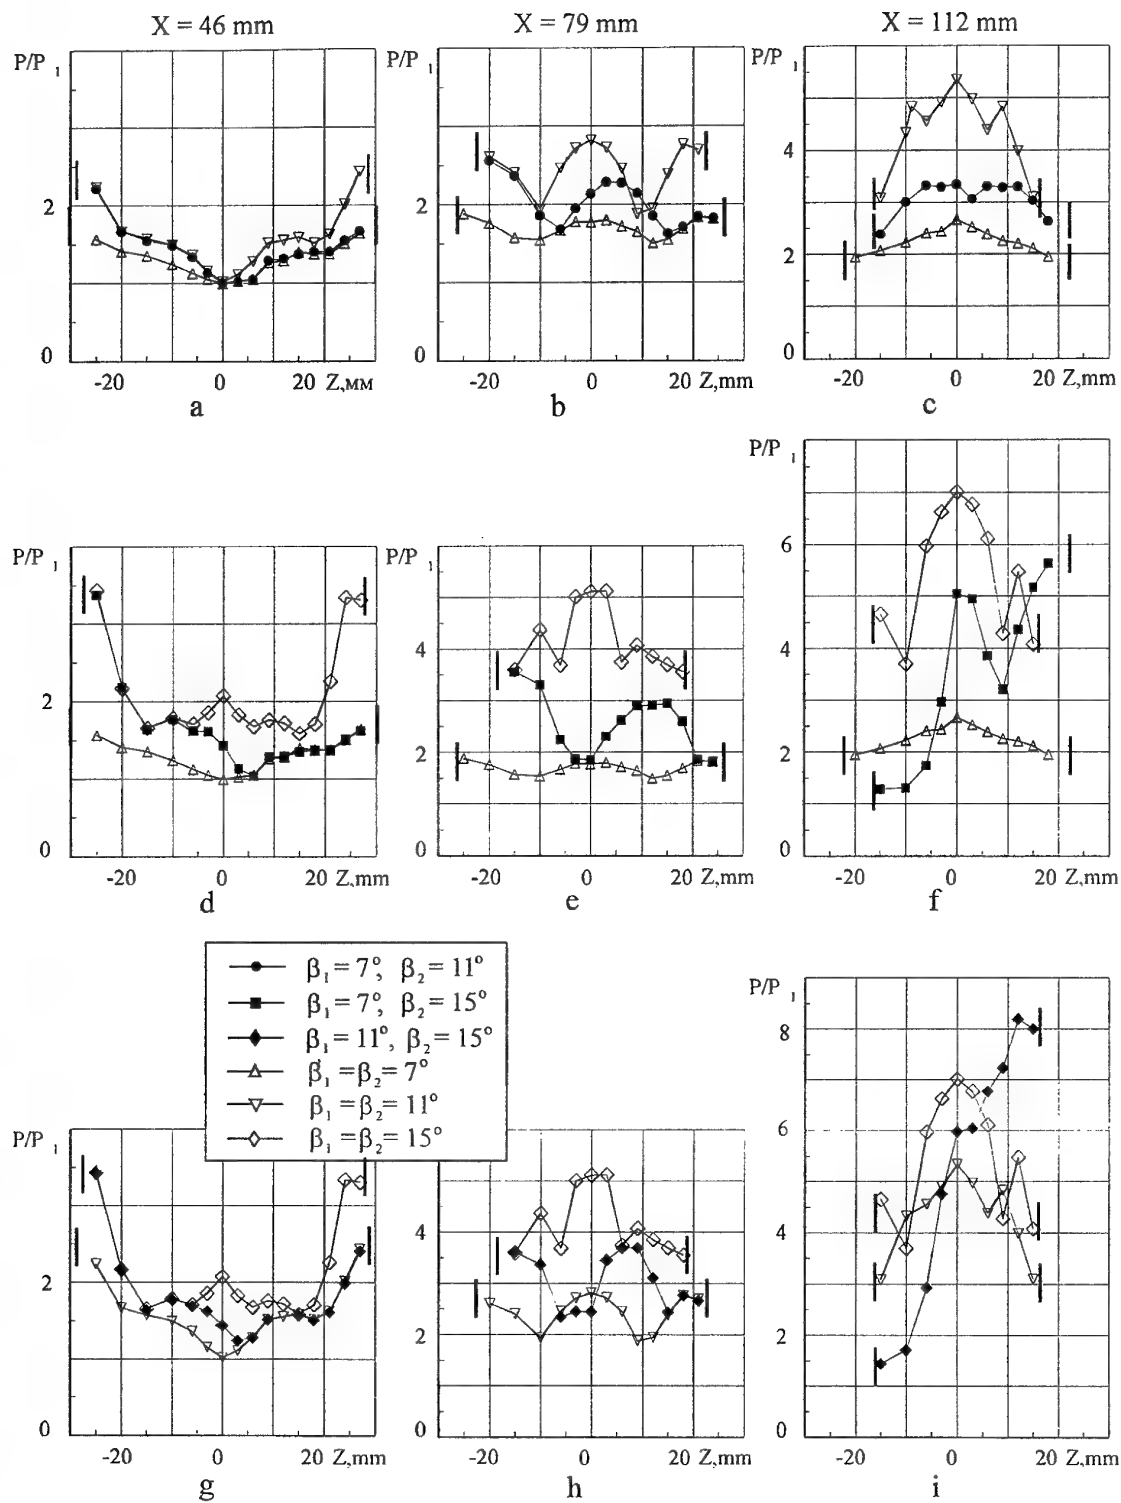 X = 46 mm
X = 79 mm
X = 112 mm
P/P 1
P/P 1
P/P 1
2
0
-20 0 20 Z,мм
a
2
0
-20 0 20 Z,mm
b
4
2
0
-20 0 20 Z,mm
c
P/P 1
P/P 1
P/P 1
2
0
-20 0 20 Z,mm
d
4
2
0
-20 0 20 Z,mm
e
6
4
2
0
-20 0 20 Z,mm
f
β₁ = 7°, β₂ = 11°
β₁ = 7°, β₂ = 15°
β₁ = 11°, β₂ = 15°
β₁ = β₂ = 7°
β₁ = β₂ = 11°
β₁ = β₂ = 15°
P/P 1
P/P 1
2
0
-20 0 20 Z,mm
g
4
2
0
-20 0 20 Z,mm
h
8
6
4
2
0
-20 0 20 Z,mm
i